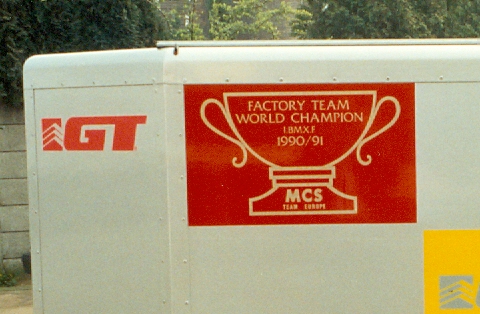 GT
FACTORY TEAM
WORLD CHAMPION
I.B.M.X.F
1990/91
MCS
TEAM EUROPE